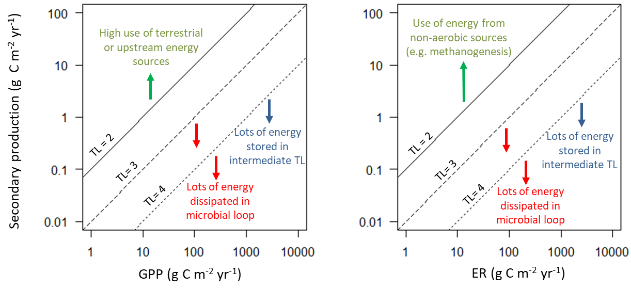 Secondary production (g C m⁻² yr⁻¹)
100
10
1
0.1
0.01
High use of terrestrial
or upstream energy
sources
TL = 2
TL = 3
TL = 4
Lots of energy
stored in
intermediate TL
Lots of energy
dissipated in
microbial loop
1
10
100
1000
10000
GPP (g C m⁻² yr⁻¹)
100
10
1
0.1
0.01
Use of energy from
non-aerobic sources
(e.g. methanogenesis)
TL = 2
TL = 3
TL = 4
Lots of energy
stored in
intermediate TL
Lots of energy
dissipated in
microbial loop
1
10
100
1000
10000
ER (g C m⁻² yr⁻¹)